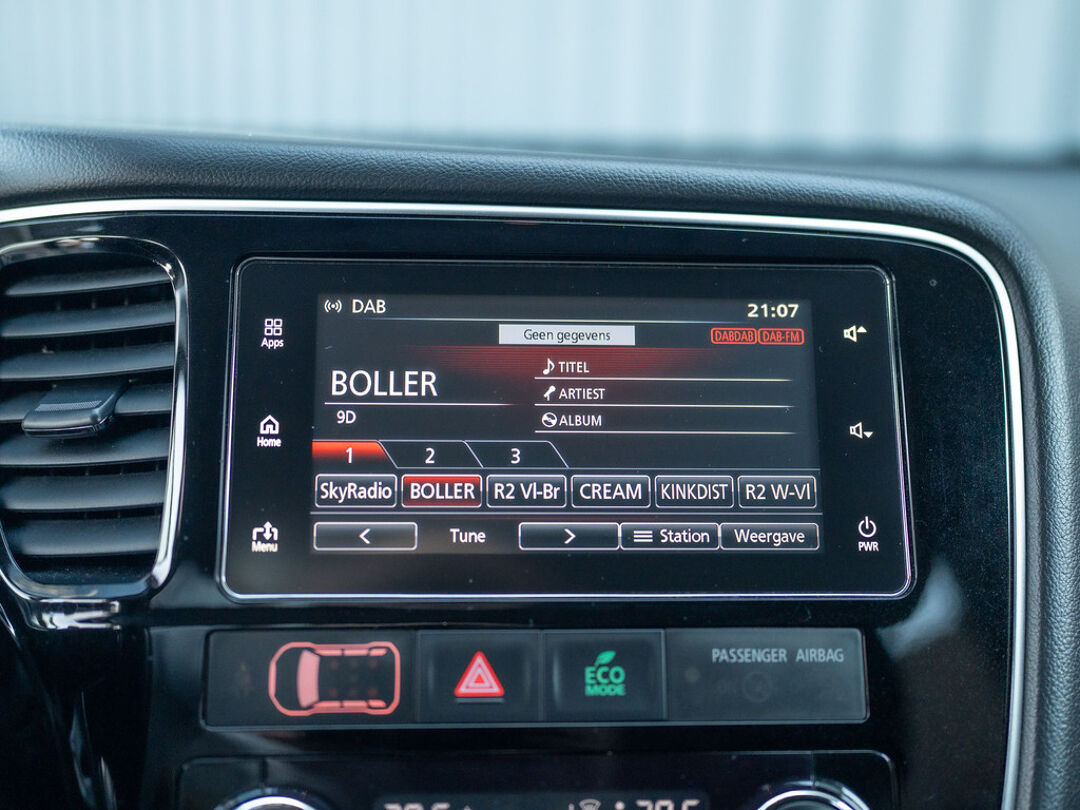 DAB
21:07
Geen gegevens
DABDAB DAB-FM
Apps
TITEL
BOLLER
ARTIEST
9D
ALBUM
Home
1 2 3
SkyRadio BOLLER R2 Vl-Br CREAM KINKDIST R2 W-Vl
< Tune > Station Weergave
Menu
PWR
PASSENGER AIRBAG
ECO
MODE